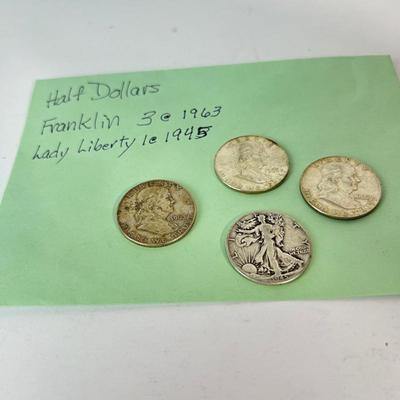 Half Dollars
Franklin 3 @ 1963
Lady Liberty 1 @ 1945